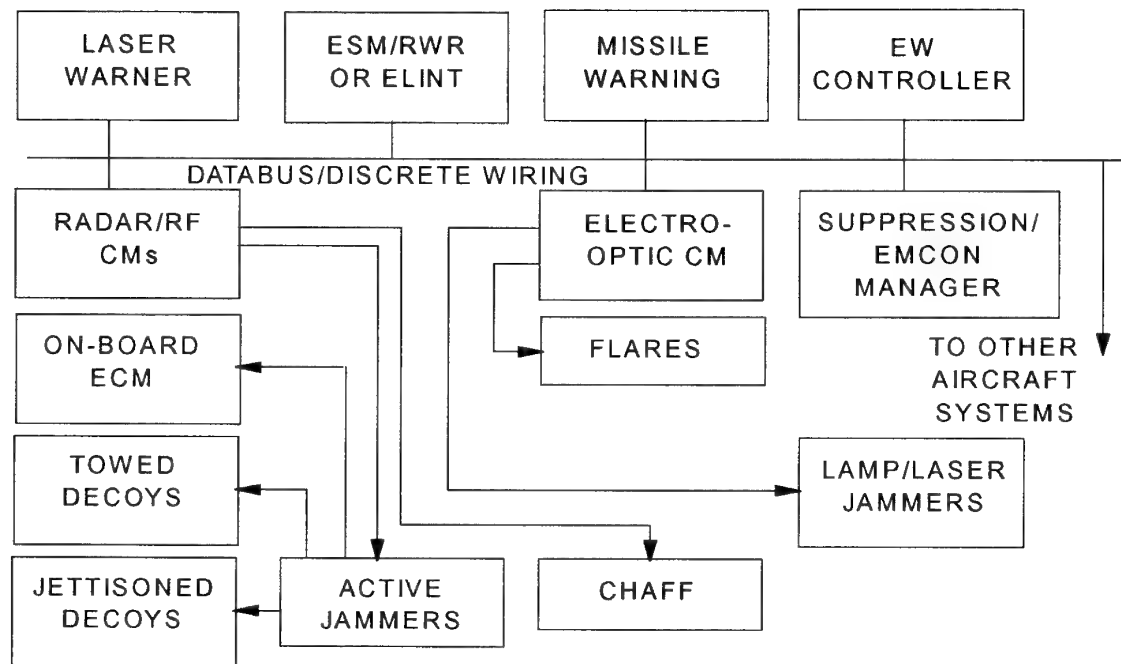 LASER
WARNER
ESM/RWR
OR ELINT
MISSILE
WARNING
EW
CONTROLLER
DATABUS/DISCRETE WIRING
RADAR/RF
CMs
ELECTRO-
OPTIC CM
SUPPRESSION/
EMCON
MANAGER
ON-BOARD
ECM
FLARES
TO OTHER
AIRCRAFT
SYSTEMS
TOWED
DECOYS
LAMP/LASER
JAMMERS
JETTISONED
DECOYS
ACTIVE
JAMMERS
CHAFF